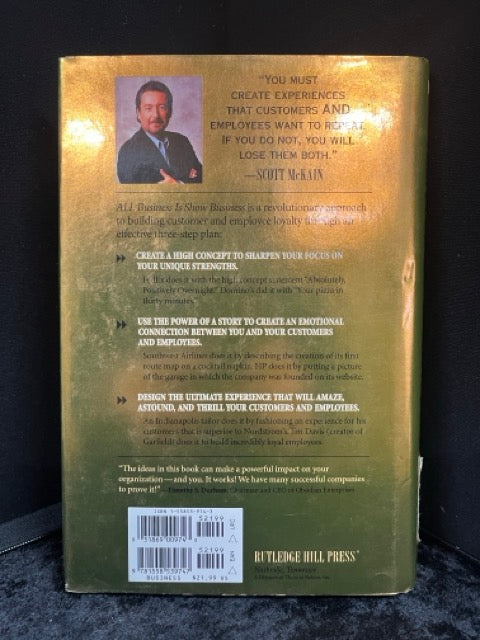 "YOU MUST
CREATE EXPERIENCES
THAT CUSTOMERS AND
EMPLOYEES WANT TO REPEAT.
IF YOU DO NOT, YOU WILL
LOSE THEM BOTH."
—SCOTT MCKAIN
ALL Business Is Show Business is a revolutionary approach
to building customer and employee loyalty through an
effective three-step plan:
CREATE A HIGH CONCEPT TO SHARPEN YOUR FOCUS ON
YOUR UNIQUE STRENGTHS.
does it with the high concept statement "Absolutely,
Positively Overnight." Domino's did it with "Your pizza in
thirty minutes."
USE THE POWER OF A STORY TO CREATE AN EMOTIONAL
CONNECTION BETWEEN YOU AND YOUR CUSTOMERS
AND EMPLOYEES.
Southwest Airlines does it by describing the creation of its first
route map on a cocktail napkin. HP does it by putting a picture
of the garage in which the company was founded on its website.
DESIGN THE ULTIMATE EXPERIENCE THAT WILL AMAZE,
ASTOUND, AND THRILL YOUR CUSTOMERS AND EMPLOYEES.
An Indianapolis tailor does it by fashioning an experience for his
customers that is superior to Nordstrom's. Jim Davis (creator of
Garfield) does it to build incredibly loyal employees.
"The ideas in this book can make a powerful impact on your
organization—and you. It works! We have many successful companies
to prove it!" —Timothy S. Durham, Chairman and CEO of Obsidian Enterprises
52199
52199
EAN
BUSINESS $21.99 US
RUTLEDGE HILL PRESS
Nashville, Tennessee